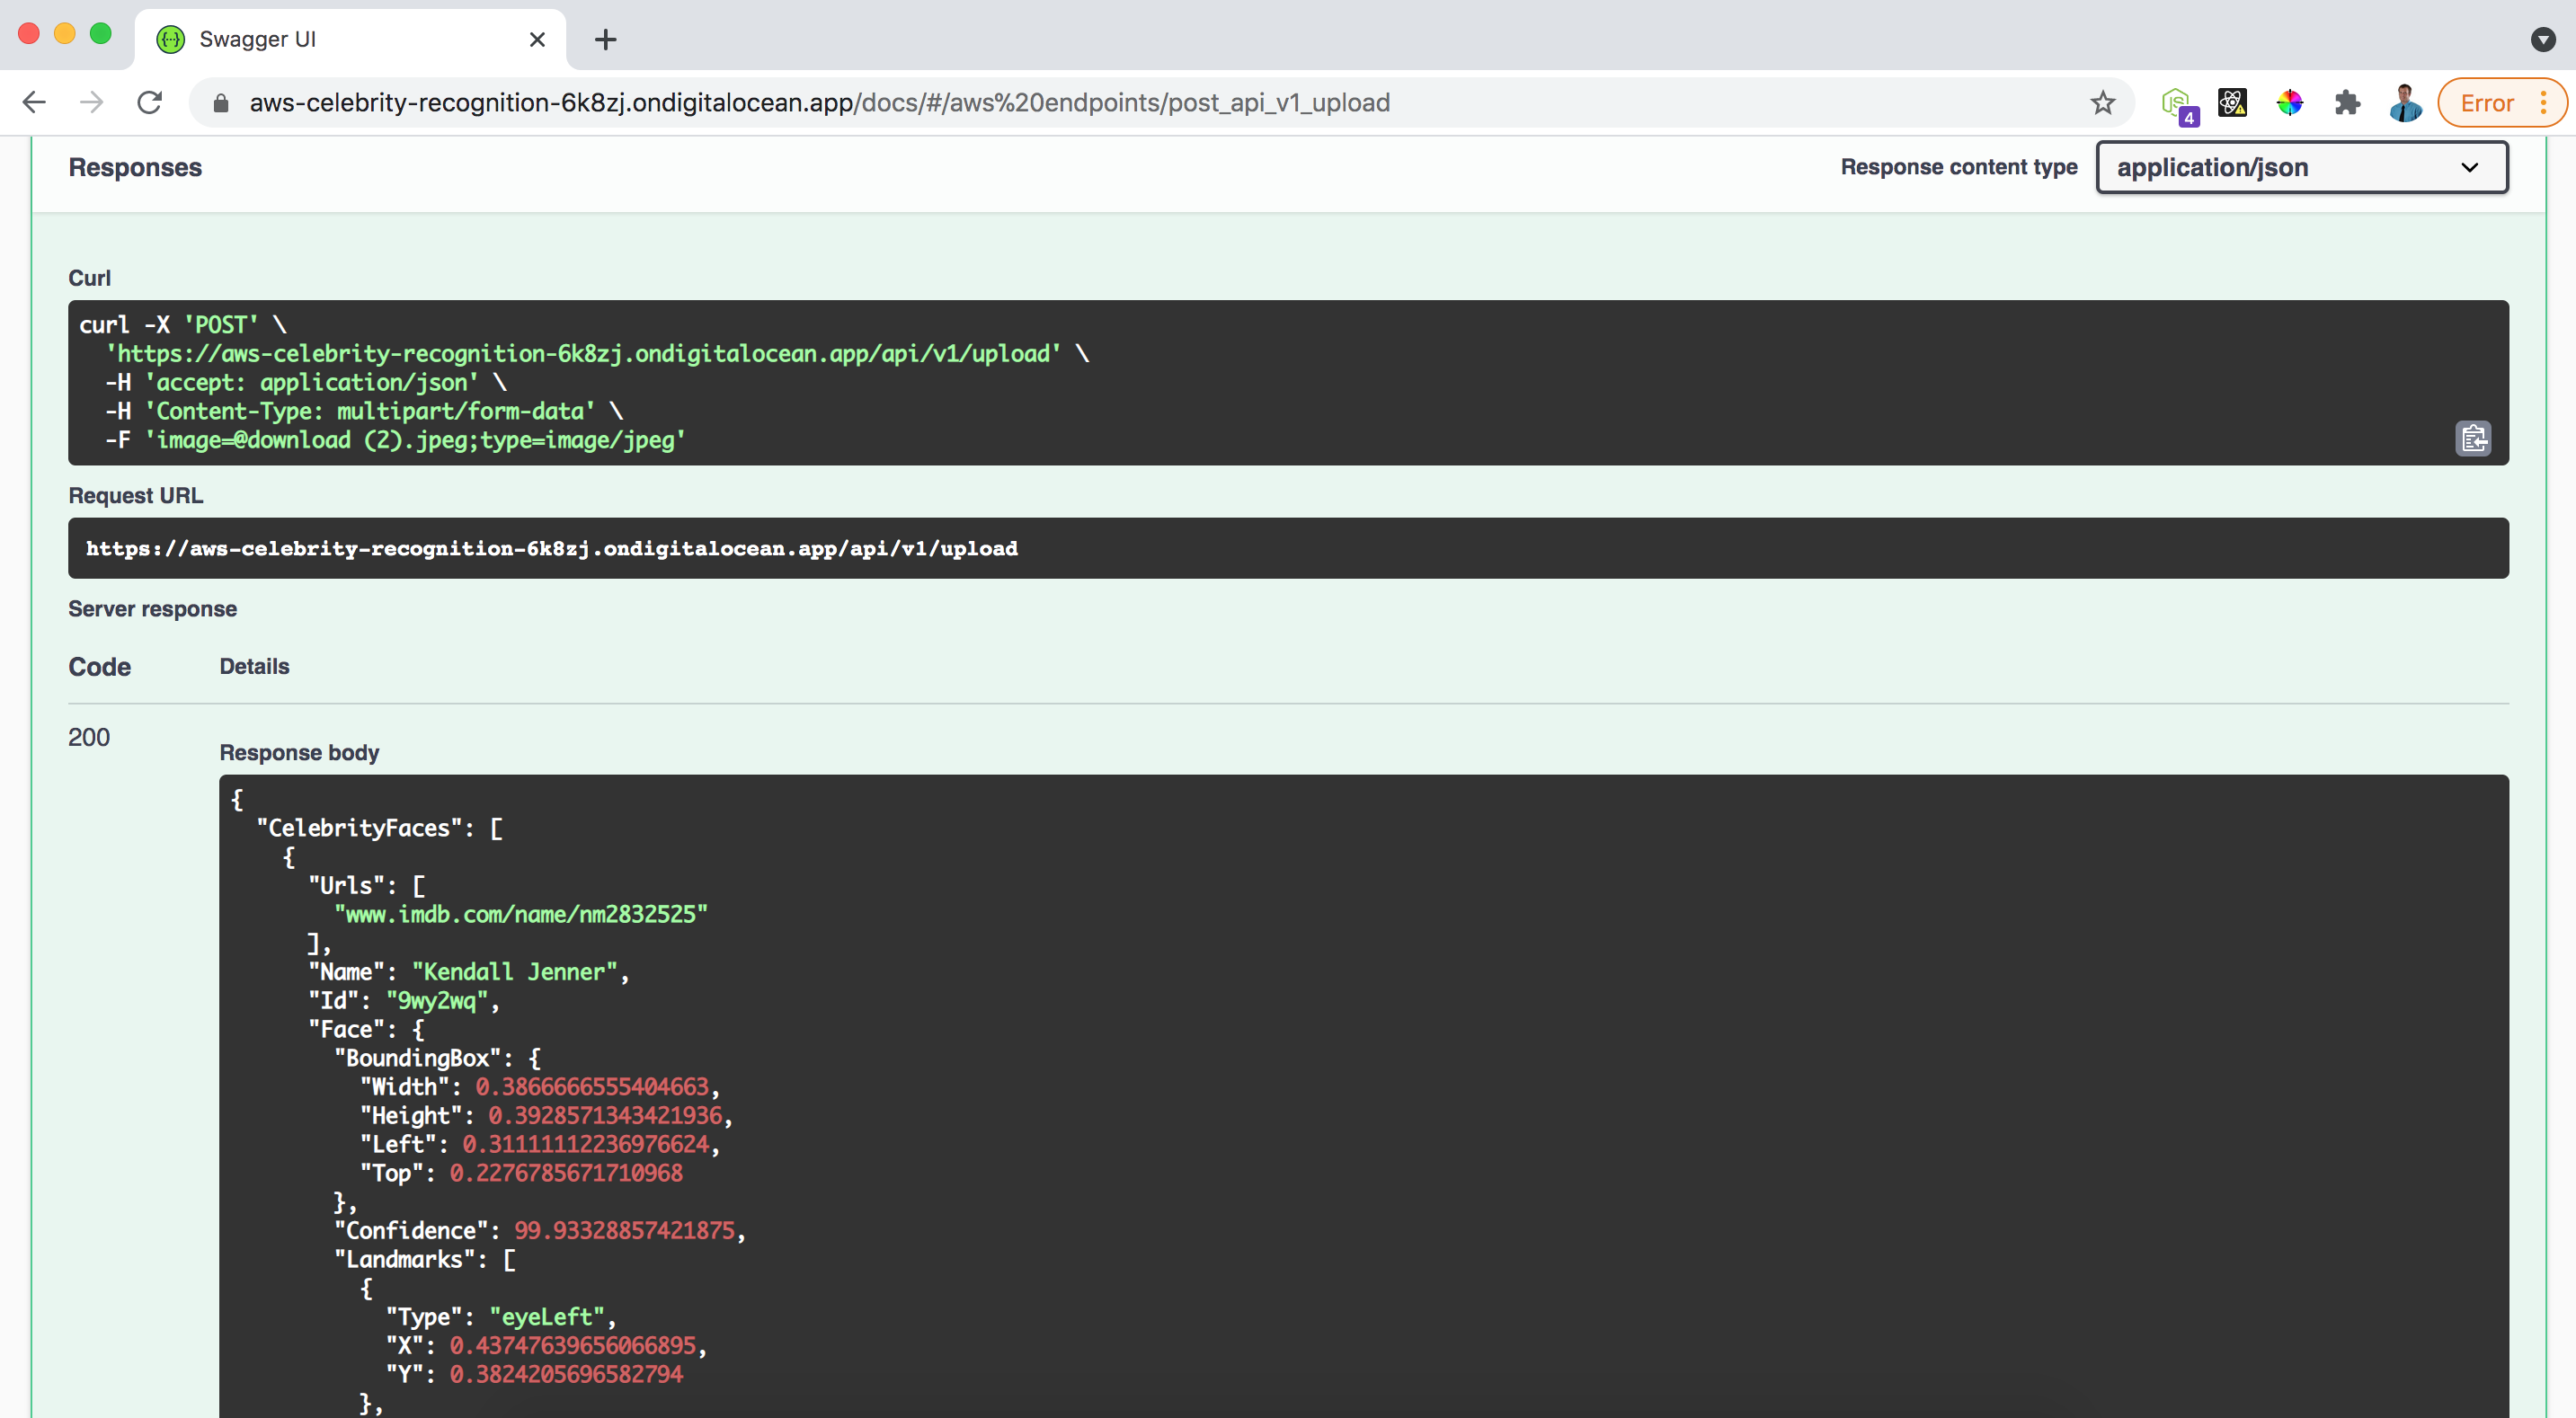 Swagger UI
aws-celebrity-recognition-6k8zj.ondigitalocean.app/docs/#/aws%20endpoints/post_api_v1_upload
JS
4
Error
Responses
Response content type
application/json
Curl
curl -X 'POST' \
'https://aws-celebrity-recognition-6k8zj.ondigitalocean.app/api/v1/upload' \
-H 'accept: application/json' \
-H 'Content-Type: multipart/form-data' \
-F 'image=@download (2).jpeg;type=image/jpeg'
Request URL
https://aws-celebrity-recognition-6k8zj.ondigitalocean.app/api/v1/upload
Server response
Code Details
200
Response body
{
"CelebrityFaces": [
{
"Urls": [
"www.imdb.com/name/nm2832525"
],
"Name": "Kendall Jenner",
"Id": "9wy2wq",
"Face": {
"BoundingBox": {
"Width": 0.3866666555404663,
"Height": 0.3928571343421936,
"Left": 0.31111112236976624,
"Top": 0.2276785671710968
},
"Confidence": 99.93328857421875,
"Landmarks": [
{
"Type": "eyeLeft",
"X": 0.43747639656066895,
"Y": 0.3824205696582794
},